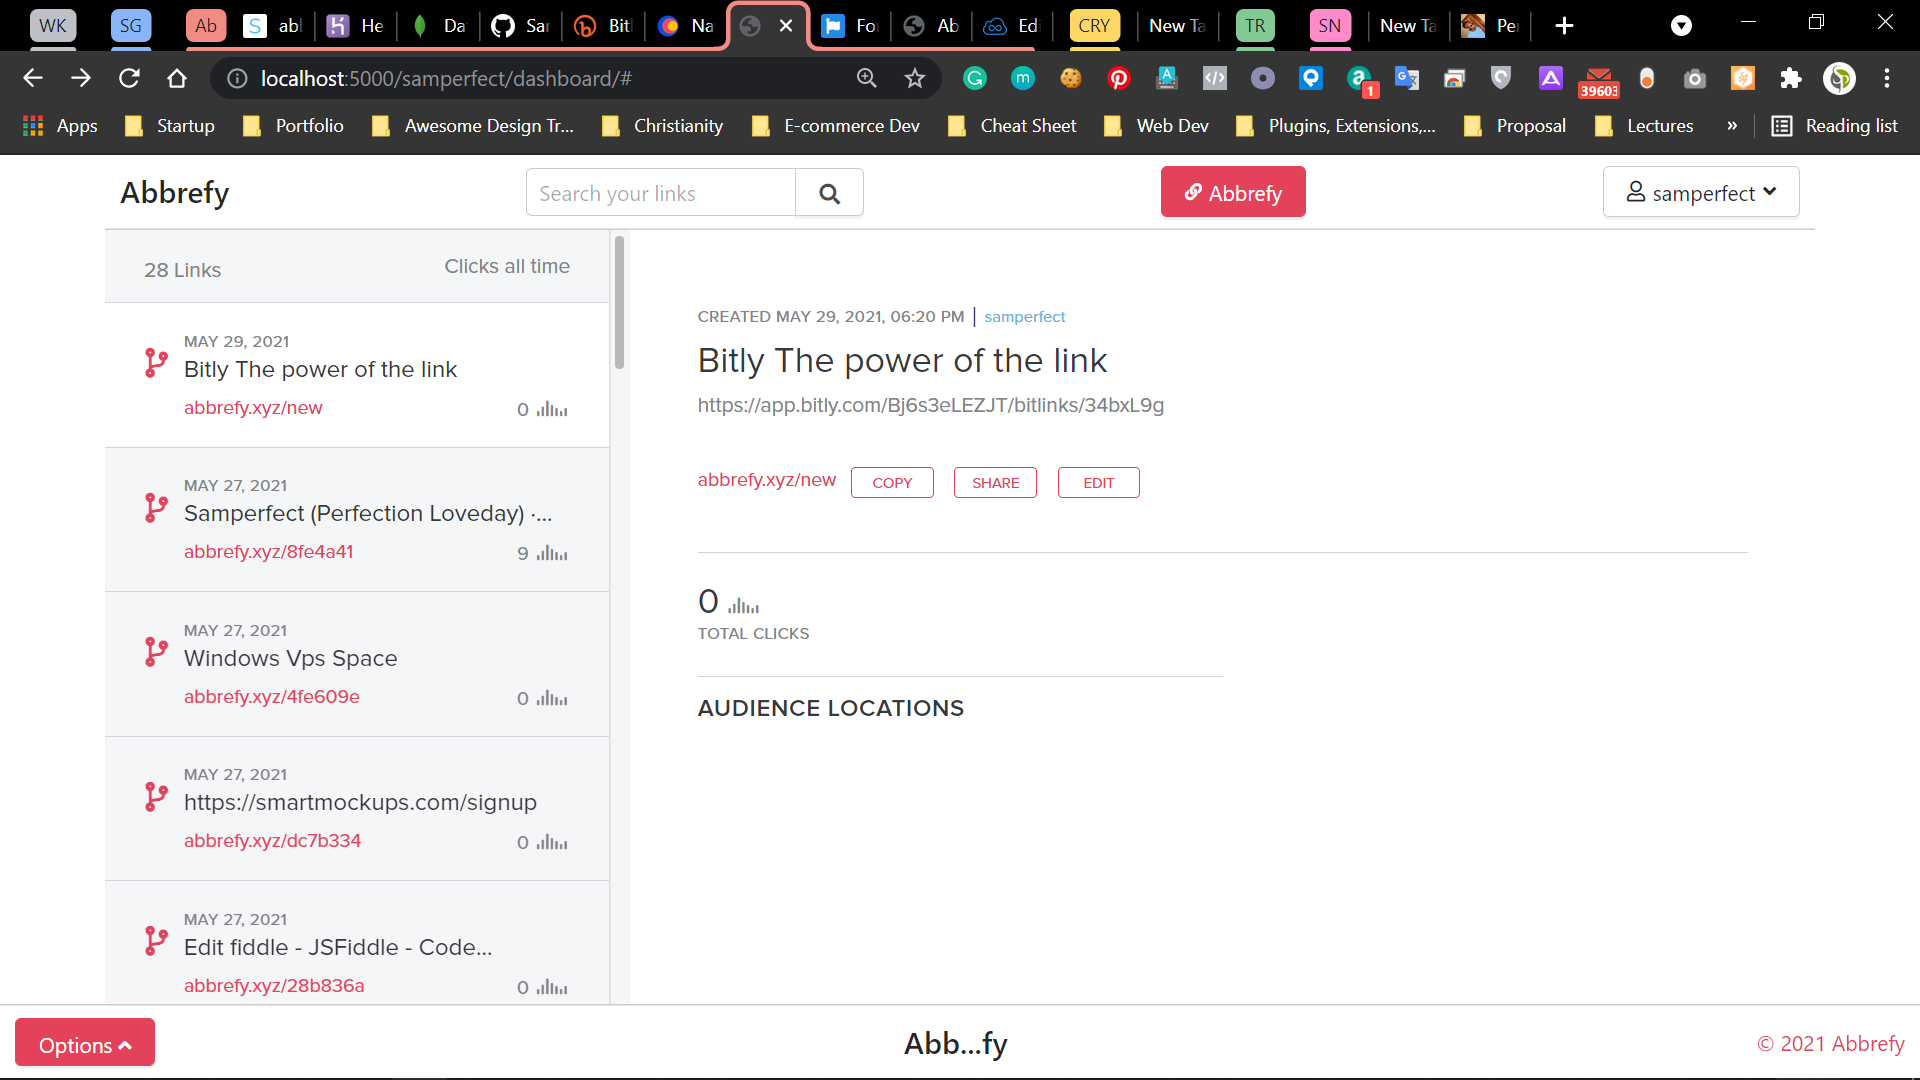 WK SG Ab abl He Da Sar Bitl Na For Ab Edi CRY New Ta TR SN New Ta Per
localhost:5000/samperfect/dashboard/#
1
39603
Apps Startup Portfolio Awesome Design Tr... Christianity E-commerce Dev Cheat Sheet Web Dev Plugins, Extensions,... Proposal Lectures » Reading list
Abbrefy
Search your links
Abbrefy
samperfect
28 Links
Clicks all time
MAY 29, 2021
Bitly The power of the link
abbrefy.xyz/new
0
MAY 27, 2021
Samperfect (Perfection Loveday) ·...
abbrefy.xyz/8fe4a41
9
MAY 27, 2021
Windows Vps Space
abbrefy.xyz/4fe609e
0
MAY 27, 2021
https://smartmockups.com/signup
abbrefy.xyz/dc7b334
0
MAY 27, 2021
Edit fiddle - JSFiddle - Code...
abbrefy.xyz/28b836a
0
CREATED MAY 29, 2021, 06:20 PM | samperfect
Bitly The power of the link
https://app.bitly.com/Bj6s3eLEZJT/bitlinks/34bxL9g
abbrefy.xyz/new
COPY
SHARE
EDIT
0
TOTAL CLICKS
AUDIENCE LOCATIONS
Options
Abb...fy
© 2021 Abbrefy